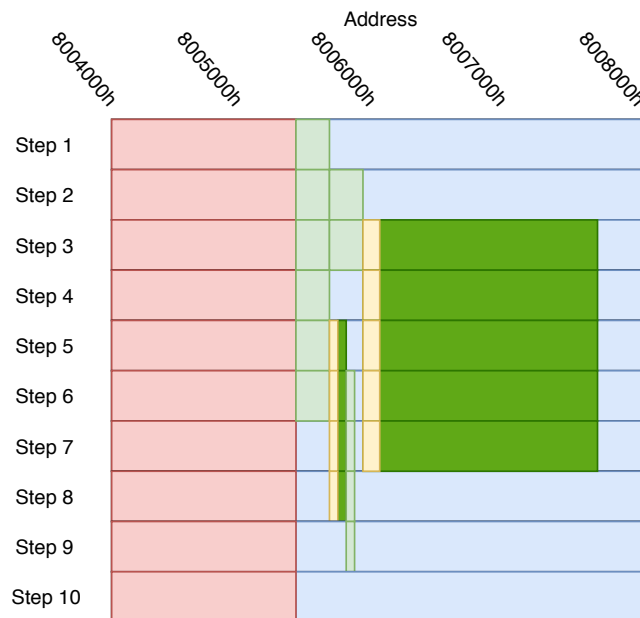 Address
8004000h
8005000h
8006000h
8007000h
8008000h
Step 1
Step 2
Step 3
Step 4
Step 5
Step 6
Step 7
Step 8
Step 9
Step 10